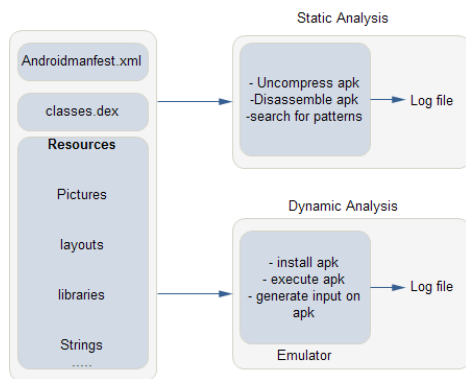 Androidmanfest.xml
classes.dex
Resources
Pictures
layouts
libraries
Strings
.....
Static Analysis
- Uncompress apk
-Disassemble apk
-search for patterns
Log file
Dynamic Analysis
- install apk
- execute apk
- generate input on
apk
Log file
Emulator